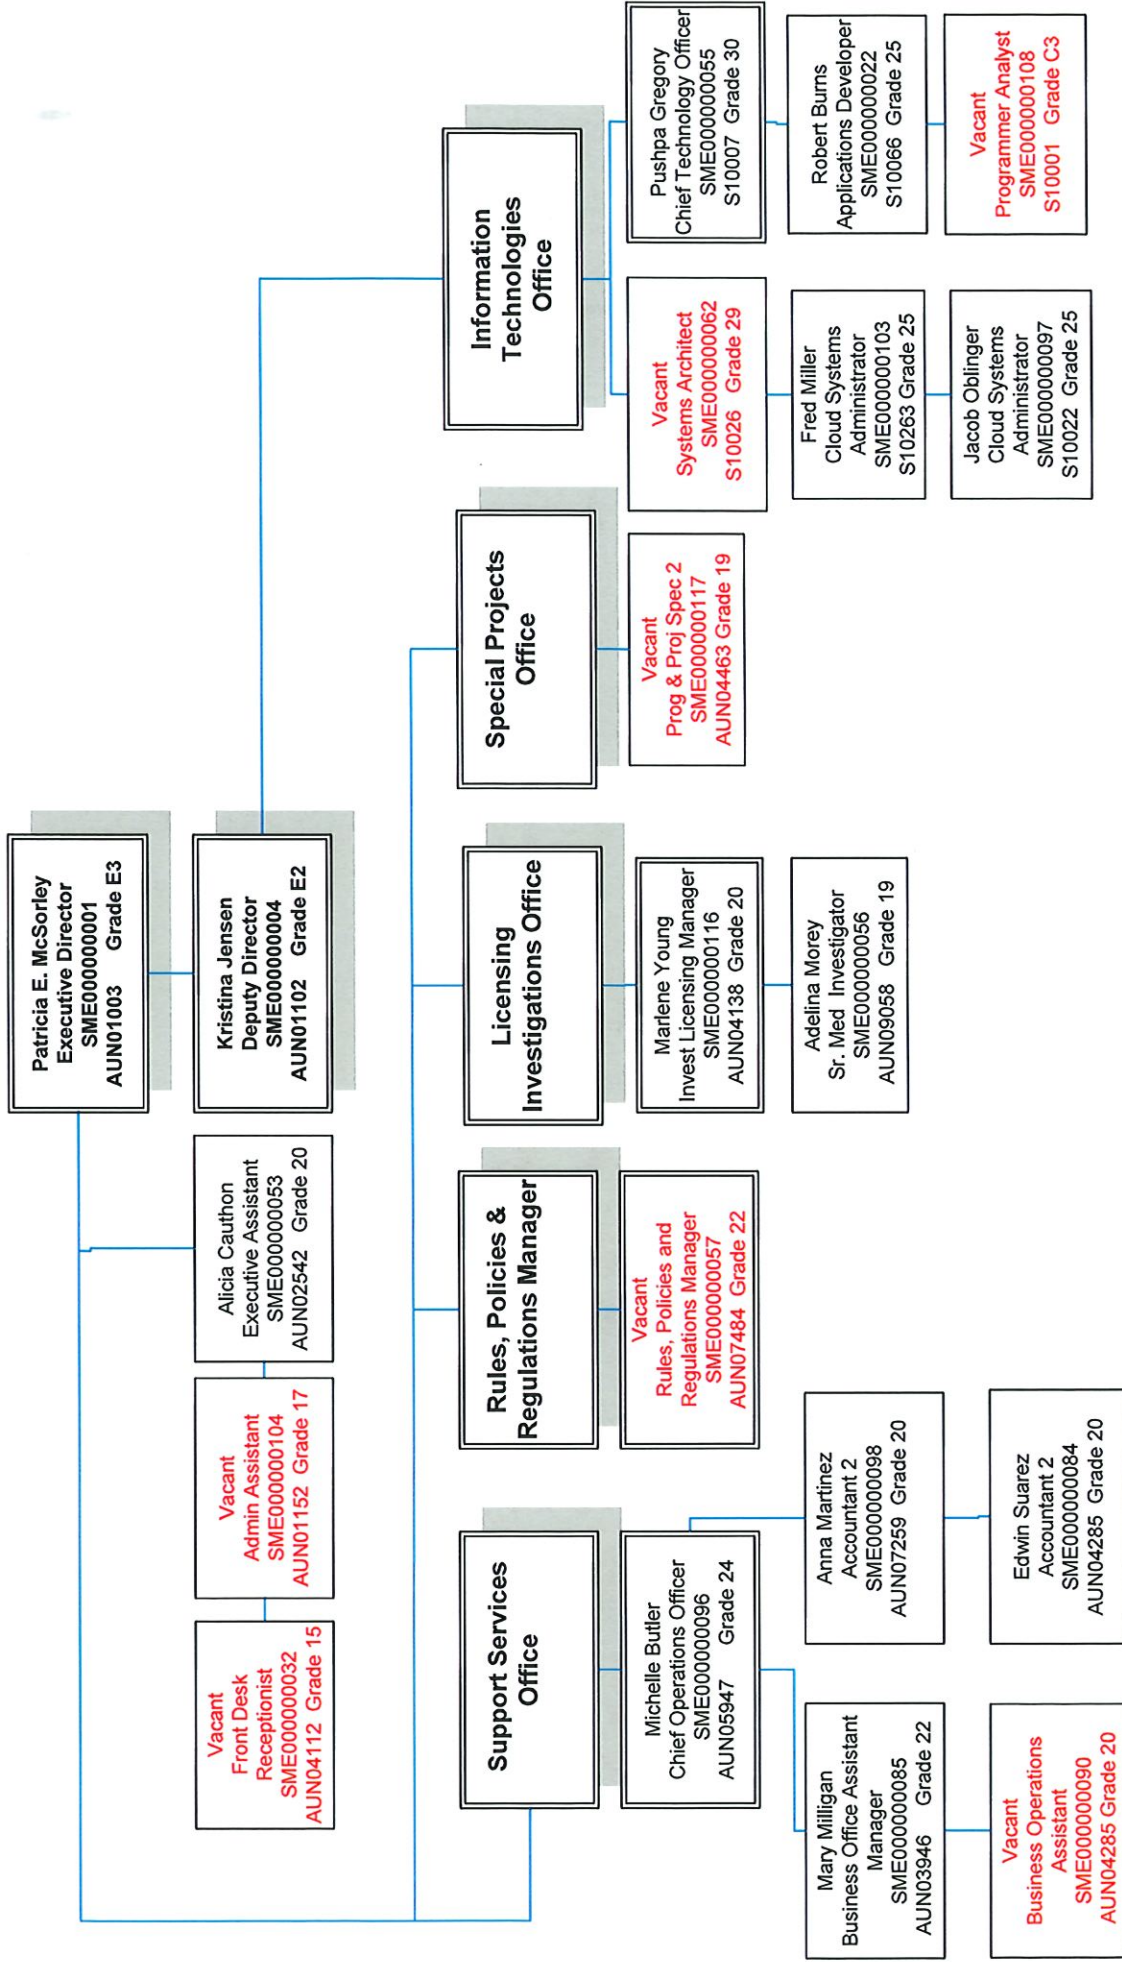 Patricia E. McSorley
Executive Director
SME000000001
AUN01003 Grade E3
Kristina Jensen
Deputy Director
SME000000004
AUN01102 Grade E2
Vacant
Front Desk
Receptionist
SME000000032
AUN04112 Grade 15
Vacant
Admin Assistant
SME000000104
AUN01152 Grade 17
Alicia Cauthon
Executive Assistant
SME000000053
AUN02542 Grade 20
Support Services
Office
Michelle Butler
Chief Operations Officer
SME000000096
AUN05947 Grade 24
Mary Milligan
Business Office Assistant
Manager
SME000000085
AUN03946 Grade 22
Vacant
Business Operations
Assistant
SME000000090
AUN04285 Grade 20
Anna Martinez
Accountant 2
SME000000098
AUN07259 Grade 20
Edwin Suarez
Accountant 2
SME000000084
AUN04285 Grade 20
Rules, Policies &
Regulations Manager
Vacant
Rules, Policies and
Regulations Manager
SME000000057
AUN07484 Grade 22
Licensing
Investigations Office
Marlene Young
Invest Licensing Manager
SME000000116
AUN04138 Grade 20
Adelina Morey
Sr. Med Investigator
SME000000056
AUN09058 Grade 19
Special Projects
Office
Vacant
Prog & Proj Spec 2
SME000000117
AUN04463 Grade 19
Information
Technologies
Office
Vacant
Systems Architect
SME000000062
S10026 Grade 29
Fred Miller
Cloud Systems
Administrator
SME000000103
S10263 Grade 25
Jacob Oblinger
Cloud Systems
Administrator
SME000000097
S10022 Grade 25
Pushpa Gregory
Chief Technology Officer
SME000000055
S10007 Grade 30
Robert Burns
Applications Developer
SME000000022
S10066 Grade 25
Vacant
Programmer Analyst
SME000000108
S10001 Grade C3